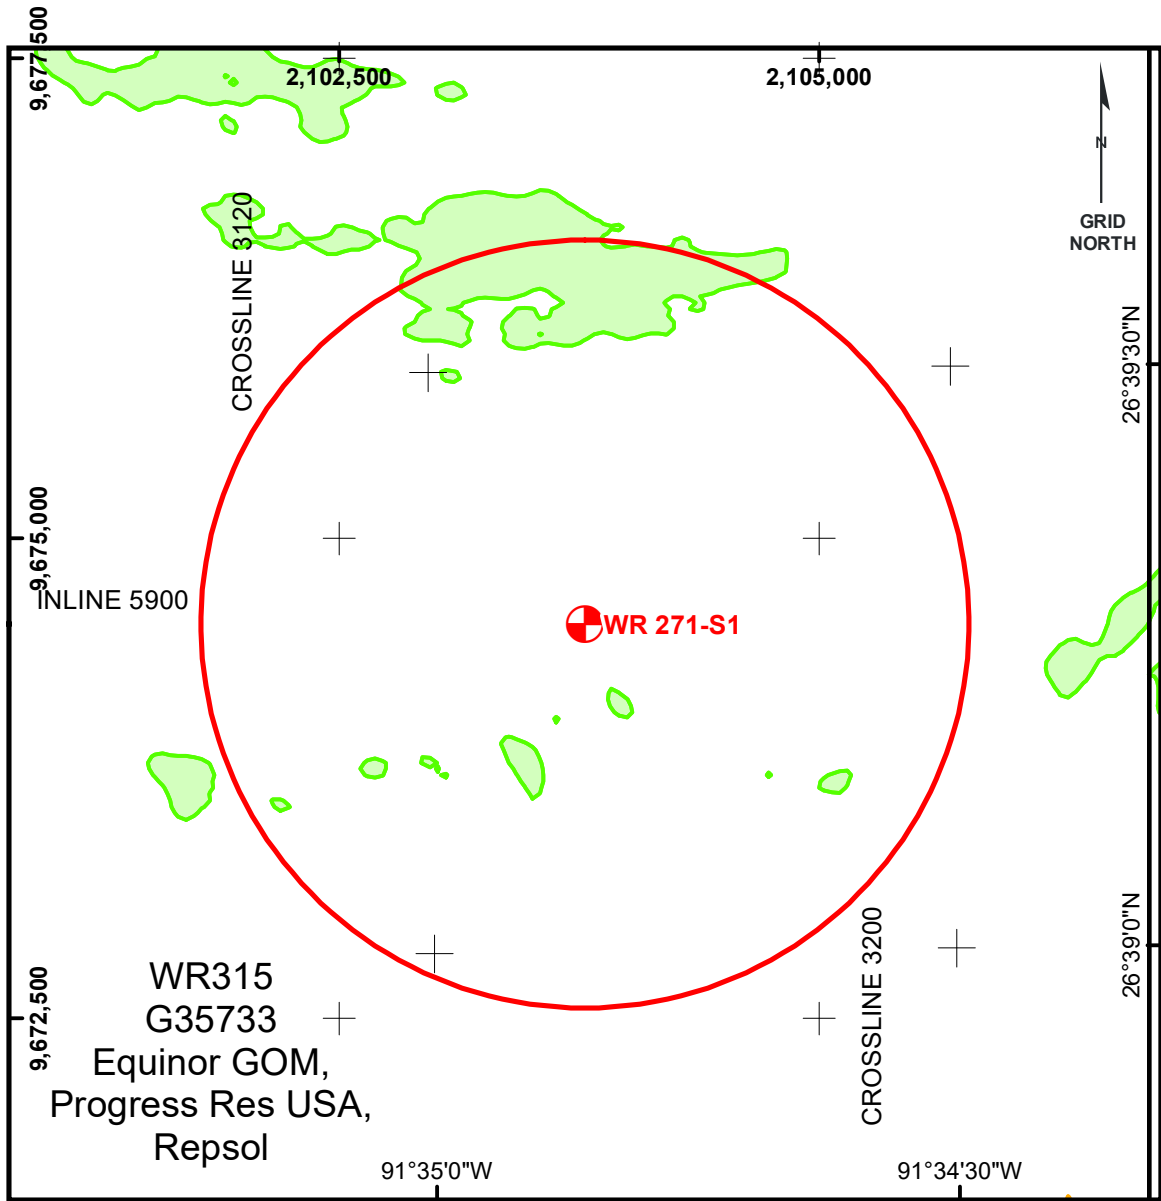 9,677,500
2,102,500
2,105,000
N
GRID
NORTH
CROSSLINE 3120
26°39'30"N
9,675,000
INLINE 5900
WR 271-S1
CROSSLINE 3200
26°39'0"N
9,672,500
WR315
G35733
Equinor GOM,
Progress Res USA,
Repsol
91°35'0"W
91°34'30"W